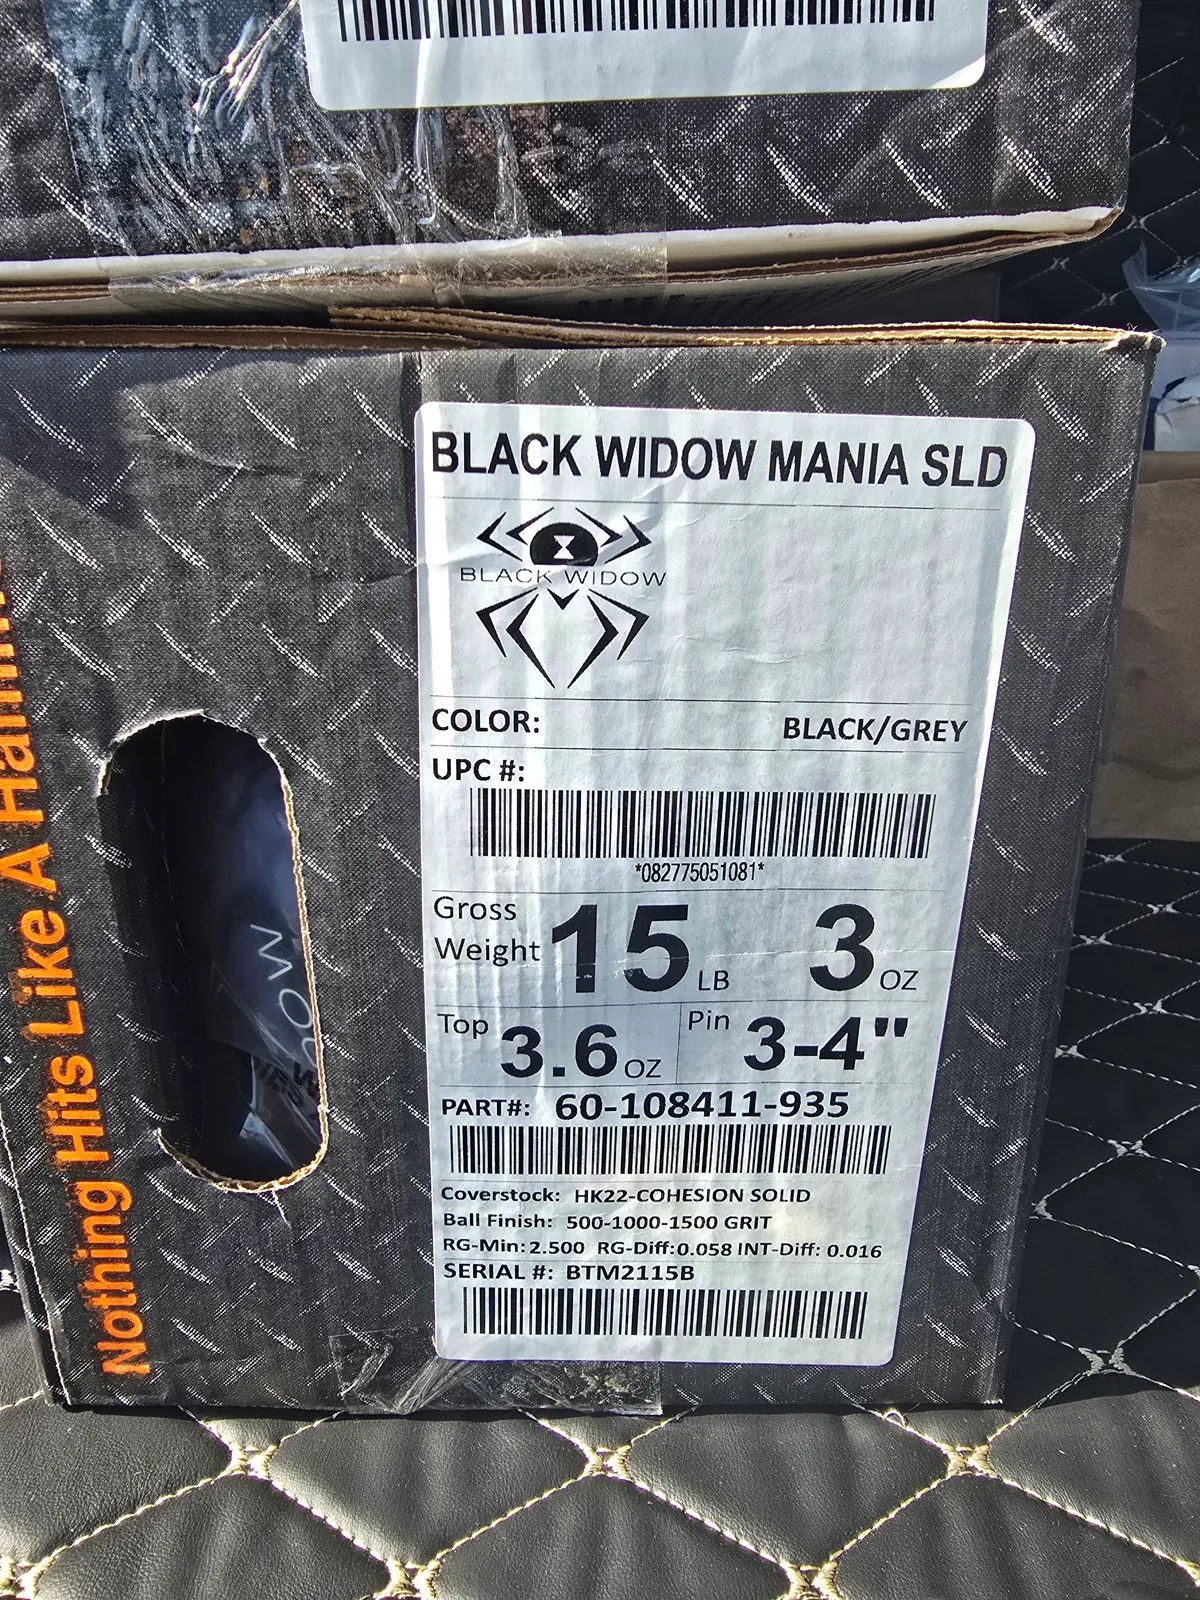 BLACK WIDOW MANIA SLD
BLACK WIDOW
COLOR: BLACK/GREY
UPC #:
*082775051081*
Gross Weight 15 LB 3 OZ
Top 3.6 OZ Pin 3-4"
PART#: 60-108411-935
Coverstock: HK22-COHESION SOLID
Ball Finish: 500-1000-1500 GRIT
RG-Min: 2.500 RG-Diff: 0.058 INT-Diff: 0.016
SERIAL #: BTM2115B
Nothing Hits Like A